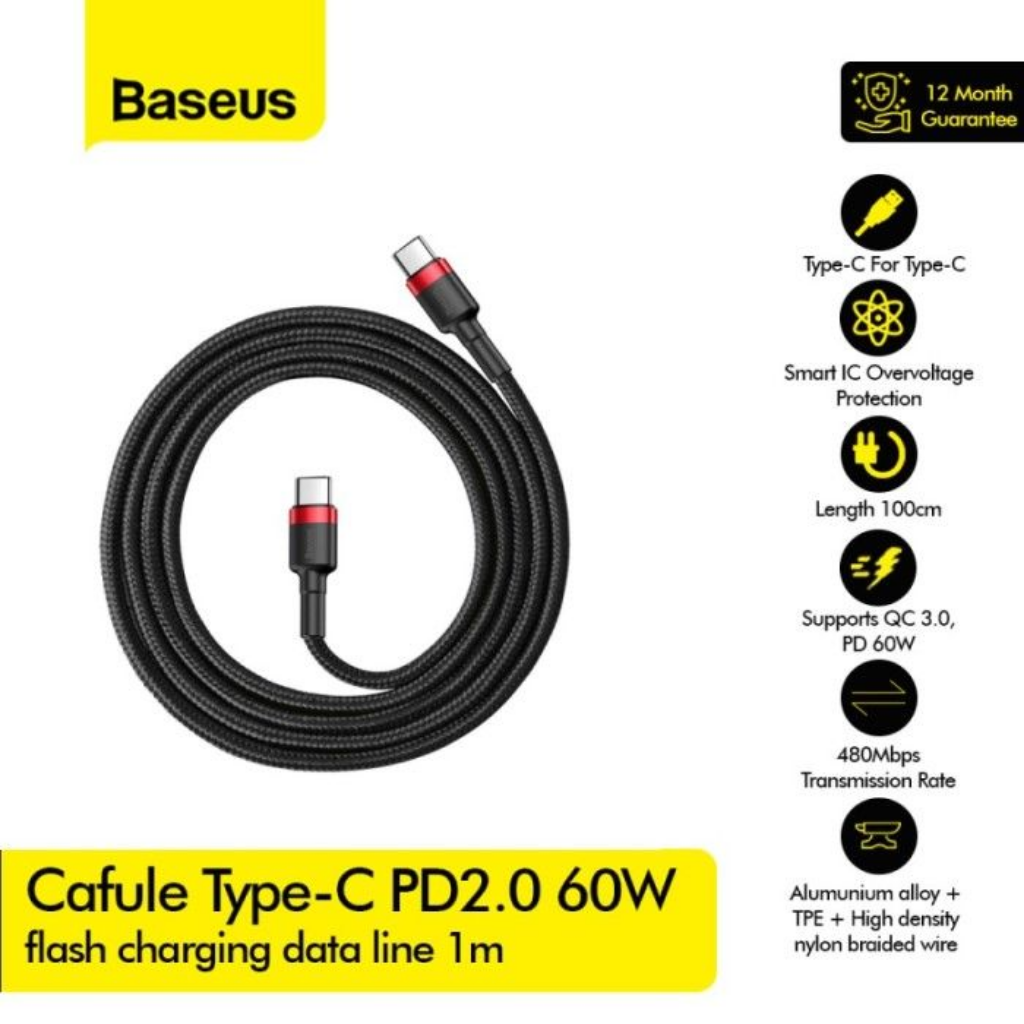 Baseus
12 Month
Guarantee
Type-C For Type-C
Smart IC Overvoltage
Protection
Length 100cm
Supports QC 3.0,
PD 60W
480Mbps
Transmission Rate
Alumunium alloy +
TPE + High density
nylon braided wire
Cafule Type-C PD2.0 60W
flash charging data line 1m